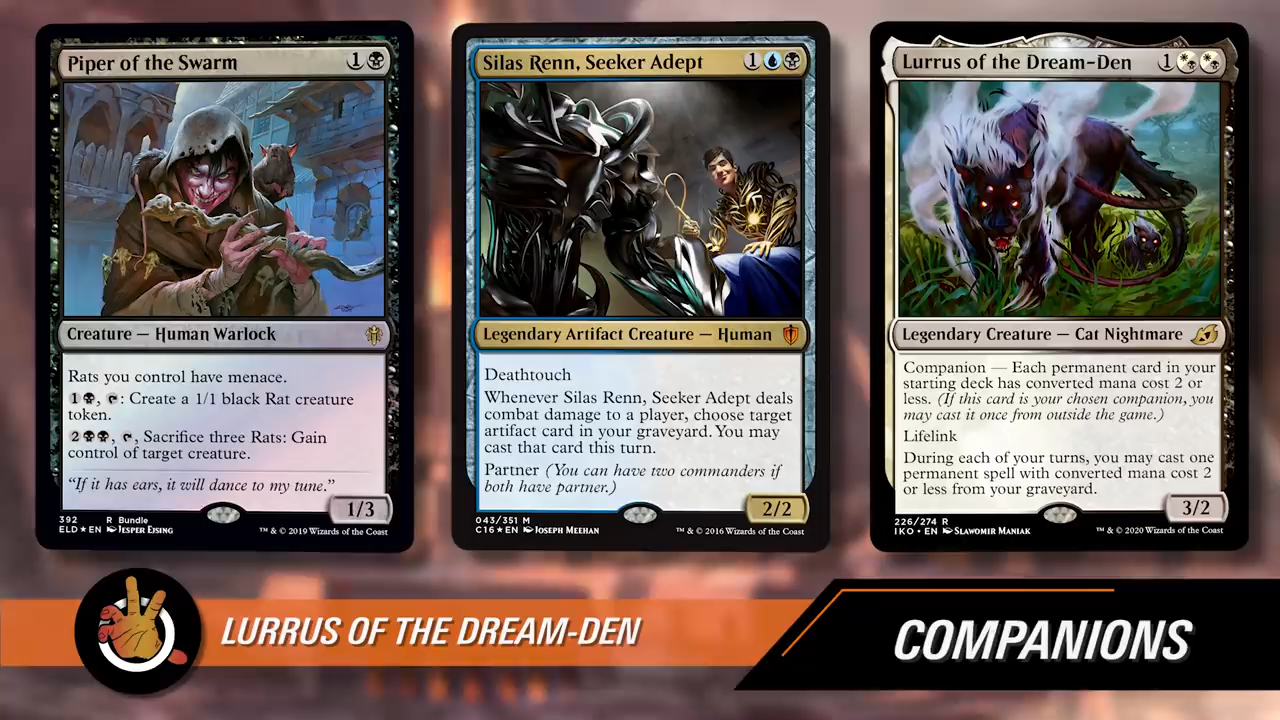 Piper of the Swarm 1
Creature — Human Warlock
Rats you control have menace.
1 , : Create a 1/1 black Rat creature
token.
2 , , Sacrifice three Rats: Gain
control of target creature.
“If it has ears, it will dance to my tune.”
1/3
392 R Bundle
ELD ★ EN JESPER EJSING ™ & © 2019 Wizards of the Coast
Silas Renn, Seeker Adept 1
Legendary Artifact Creature — Human
Deathtouch
Whenever Silas Renn, Seeker Adept deals
combat damage to a player, choose target
artifact card in your graveyard. You may
cast that card this turn.
Partner (You can have two commanders if
both have partner.)
2/2
043/351 M
C16 ★ EN JOSEPH MEEHAN ™ & © 2016 Wizards of the Coast
Lurrus of the Dream-Den 1
Legendary Creature — Cat Nightmare
Companion — Each permanent card in your
starting deck has converted mana cost 2 or
less. (If this card is your chosen companion, you
may cast it once from outside the game.)
Lifelink
During each of your turns, you may cast one
permanent spell with converted mana cost 2
or less from your graveyard.
3/2
226/274 R
IKO • EN SLAWOMIR MANIAK ™ & © 2020 Wizards of the Coast
LURRUS OF THE DREAM-DEN
COMPANIONS